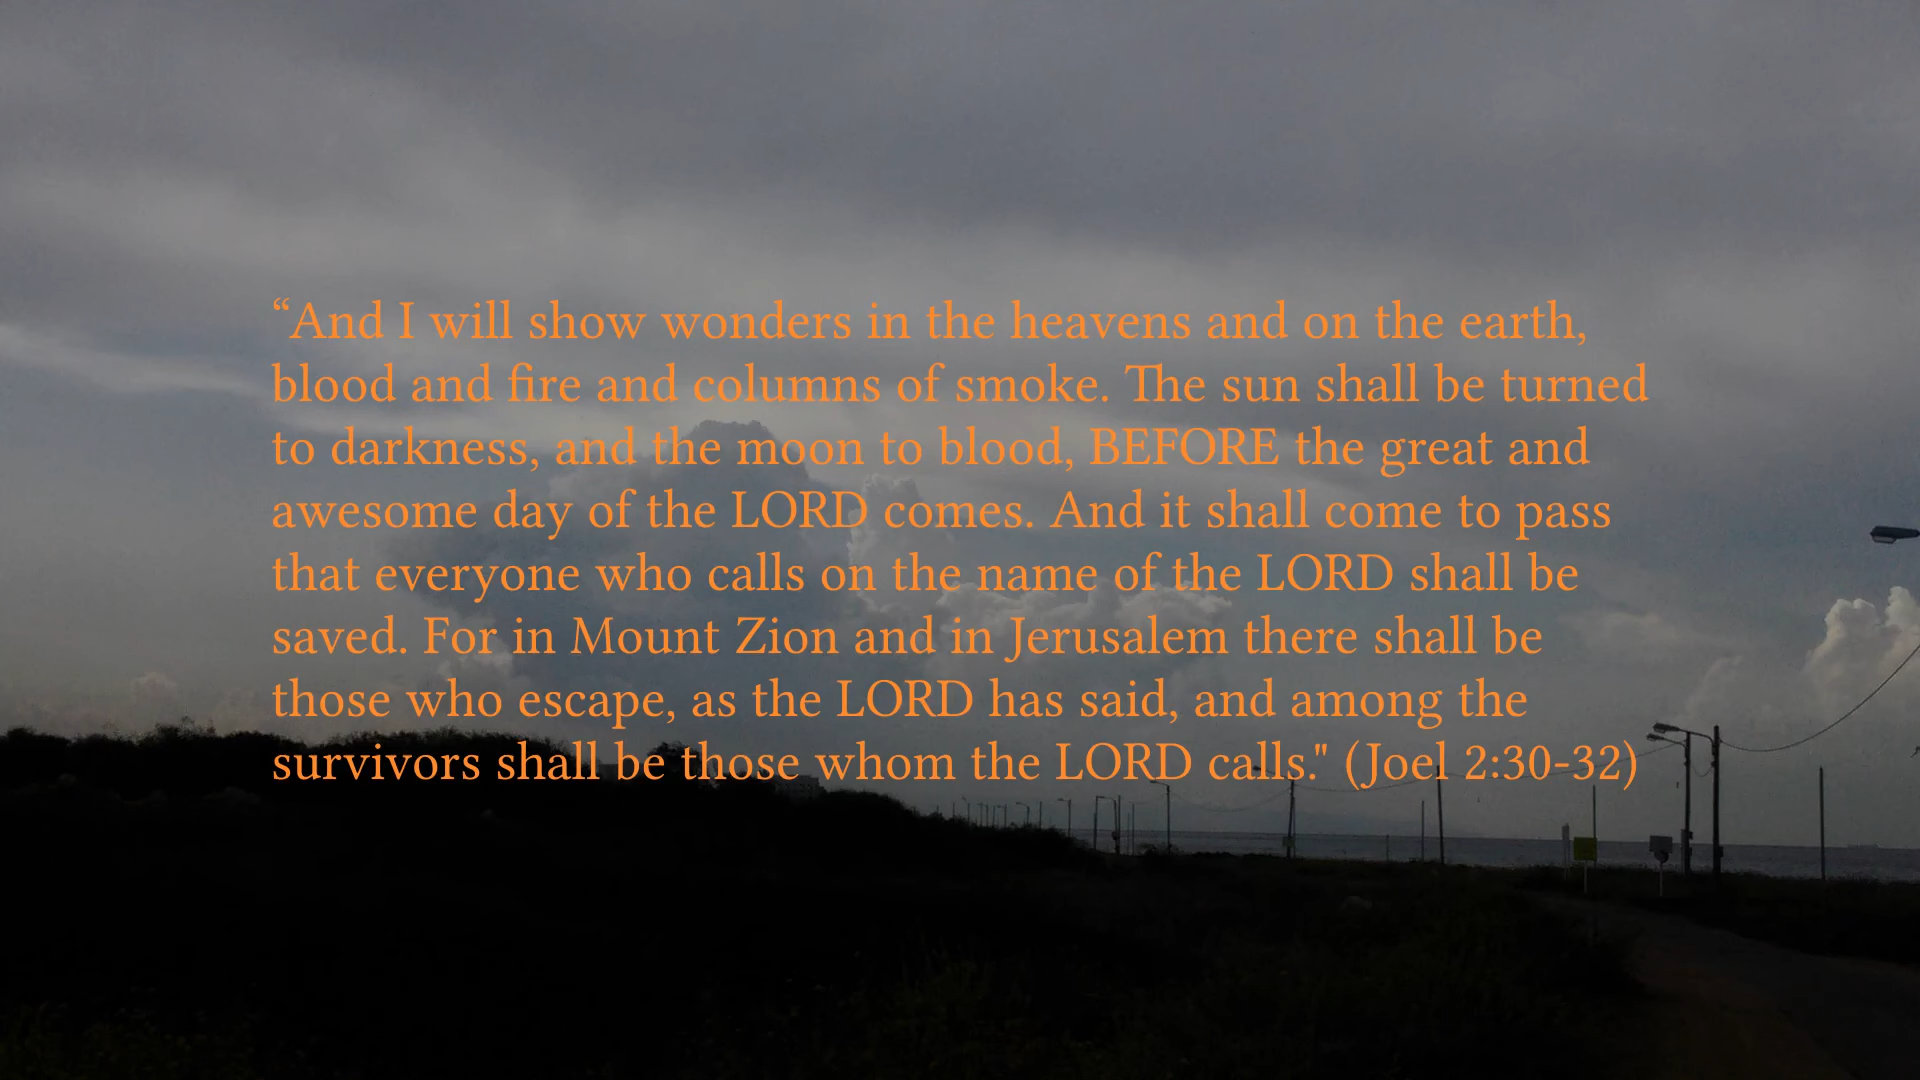 “And I will show wonders in the heavens and on the earth,
blood and fire and columns of smoke. The sun shall be turned
to darkness, and the moon to blood, BEFORE the great and
awesome day of the LORD comes. And it shall come to pass
that everyone who calls on the name of the LORD shall be
saved. For in Mount Zion and in Jerusalem there shall be
those who escape, as the LORD has said, and among the
survivors shall be those whom the LORD calls." (Joel 2:30-32)